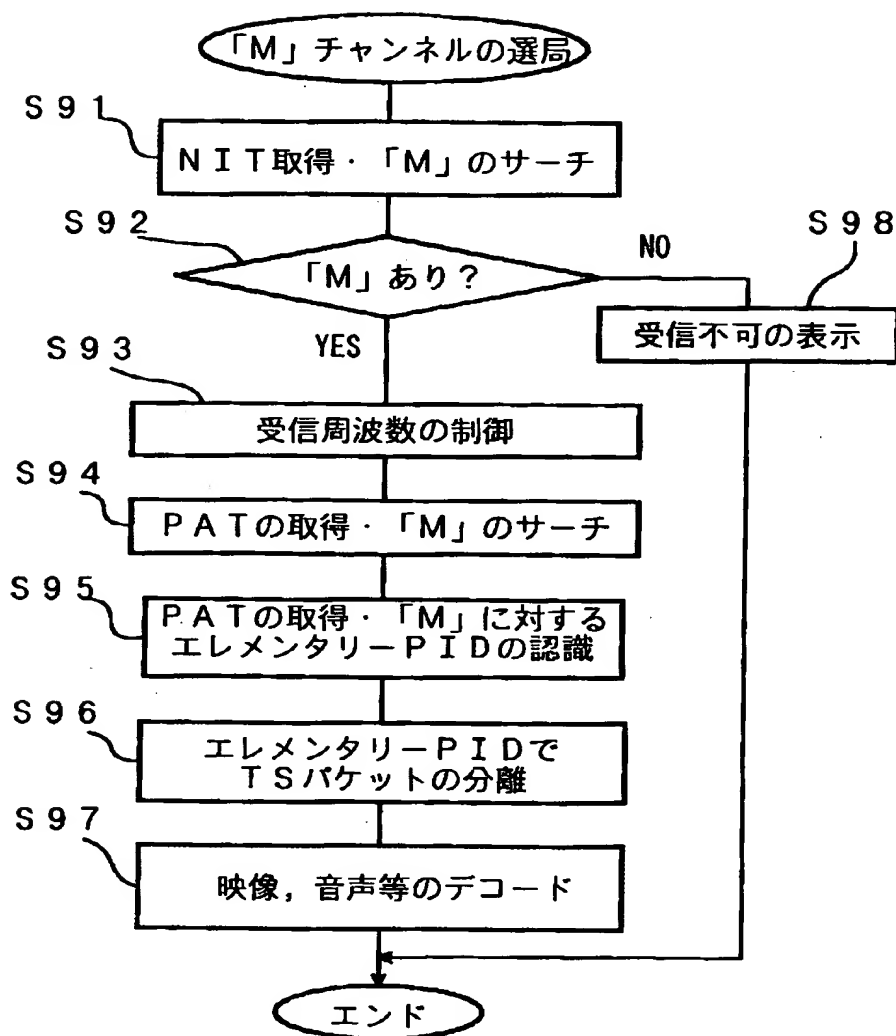 「M」チャンネルの選局
S91
NIT取得・「M」のサーチ
S92
「M」あり?
NO
S98
受信不可の表示
YES
S93
受信周波数の制御
S94
PATの取得・「M」のサーチ
S95
PATの取得・「M」に対する
エレメンタリーPIDの認識
S96
エレメンタリーPIDで
TSパケットの分離
S97
映像,音声等のデコード
エンド